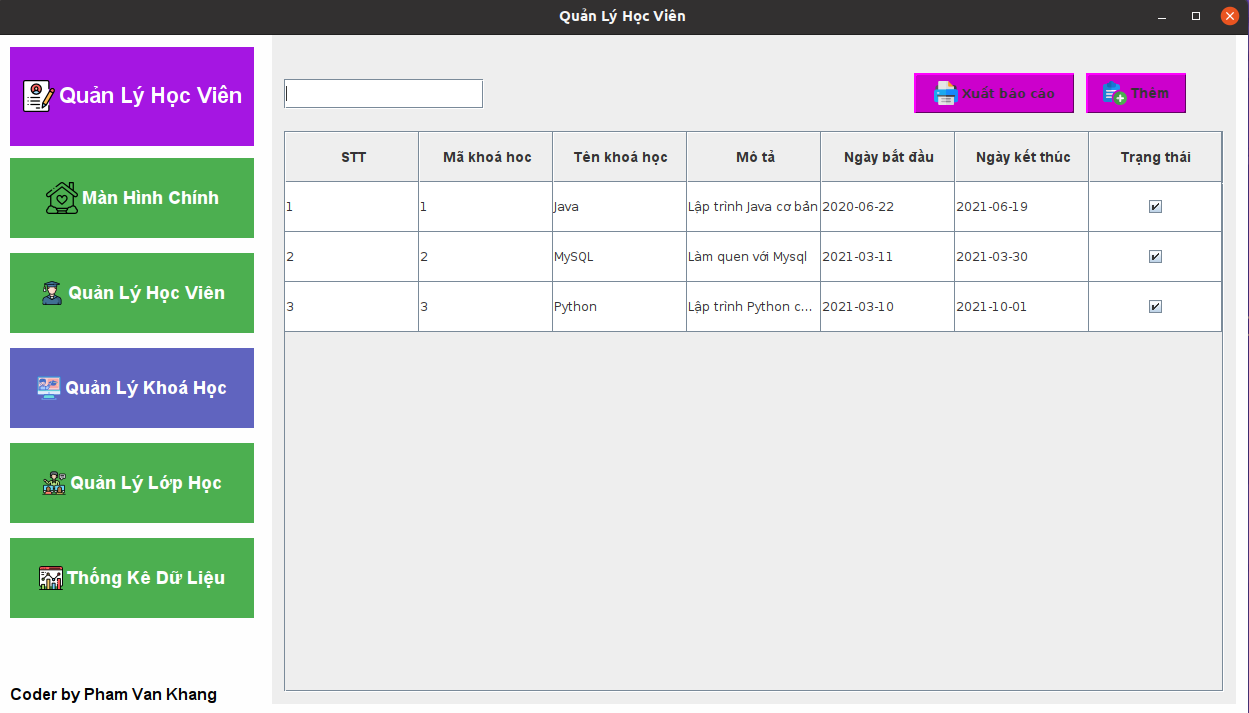 Quản Lý Học Viên
Quản Lý Học Viên
Màn Hình Chính
Quản Lý Học Viên
Quản Lý Khoá Học
Quản Lý Lớp Học
Thống Kê Dữ Liệu
Coder by Pham Van Khang
Xuất báo cáo
Thêm
STT Mã khoá hoc Tên khoá học Mô tả Ngày bắt đầu Ngày kết thúc Trạng thái
1 1 Java Lập trình Java cơ bản 2020-06-22 2021-06-19
2 2 MySQL Làm quen với Mysql 2021-03-11 2021-03-30
3 3 Python Lập trình Python c... 2021-03-10 2021-10-01